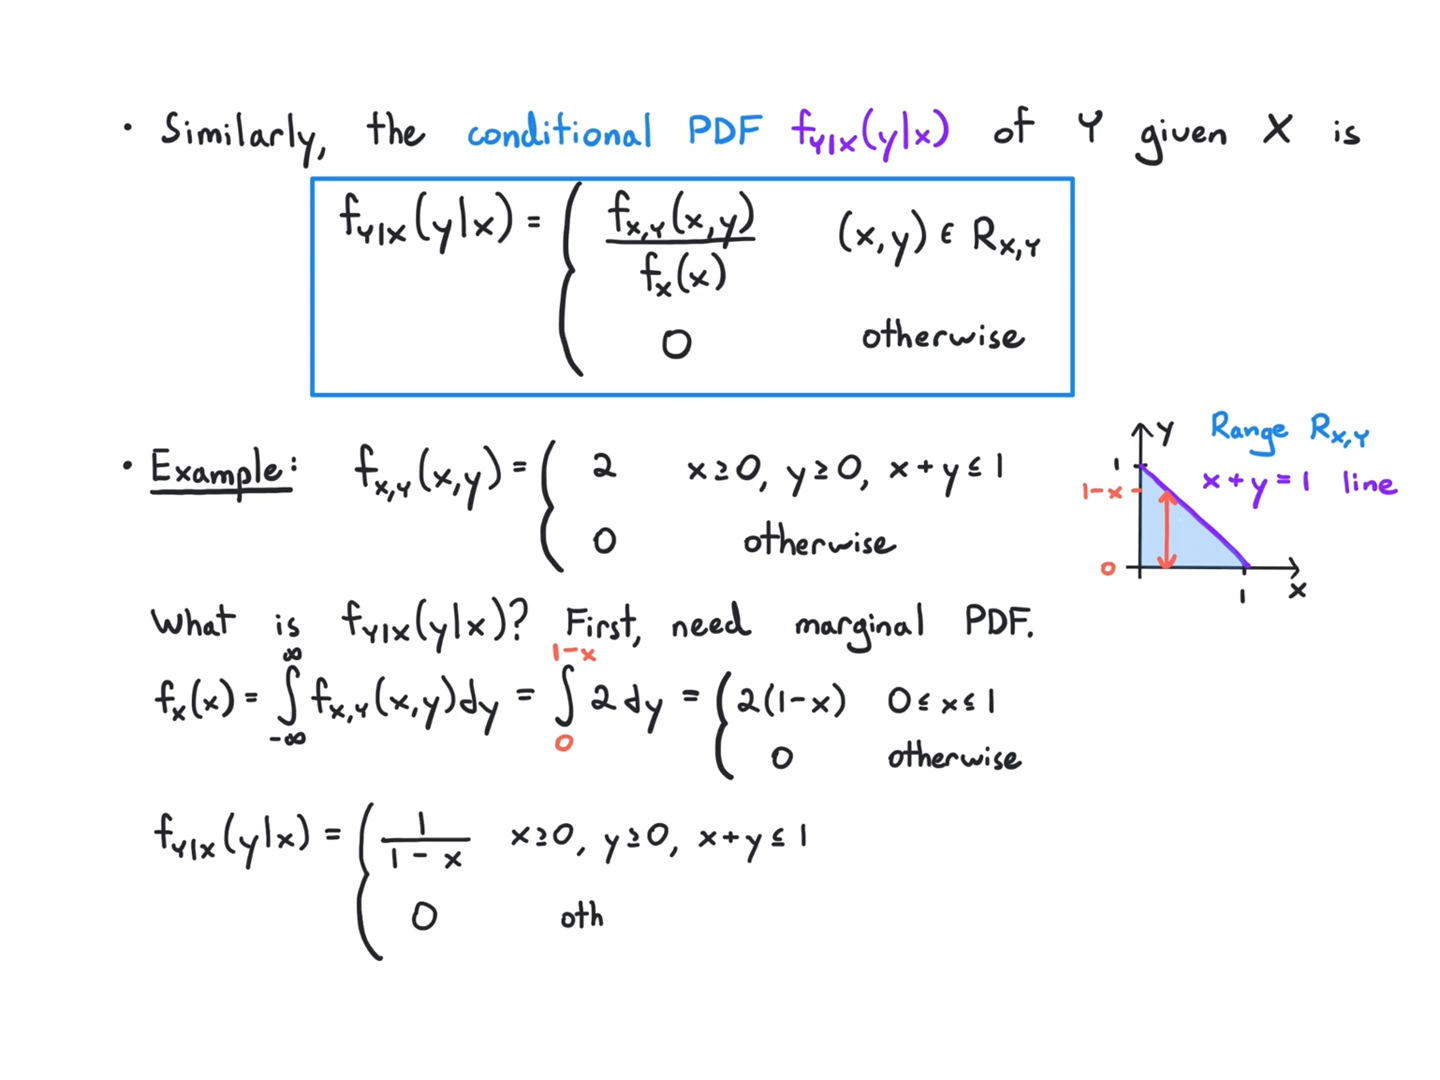 • Similarly, the conditional PDF f_{Y|X}(y|x) of Y given X is
f_{Y|X}(y|x) = { f_{X,Y}(x,y) / f_X(x)   (x,y) ∈ R_{X,Y}
0   otherwise
• Example: f_{X,Y}(x,y) = { 2   x ≥ 0, y ≥ 0, x + y ≤ 1
0   otherwise
y   Range R_{X,Y}
1   x + y = 1 line
1-x
0
1   x
What is f_{Y|X}(y|x)? First, need marginal PDF.
f_X(x) = ∫_{-∞}^{∞} f_{X,Y}(x,y) dy = ∫_0^{1-x} 2 dy = { 2(1-x)   0 ≤ x ≤ 1
0   otherwise
f_{Y|X}(y|x) = { 1 / (1 - x)   x ≥ 0, y ≥ 0, x + y ≤ 1
0   oth